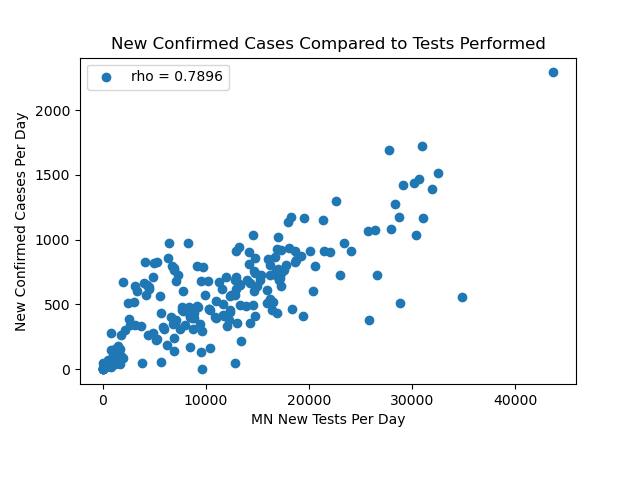 New Confirmed Cases Compared to Tests Performed
rho = 0.7896
New Confirmed Caeses Per Day
2000
1500
1000
500
0
0 10000 20000 30000 40000
MN New Tests Per Day